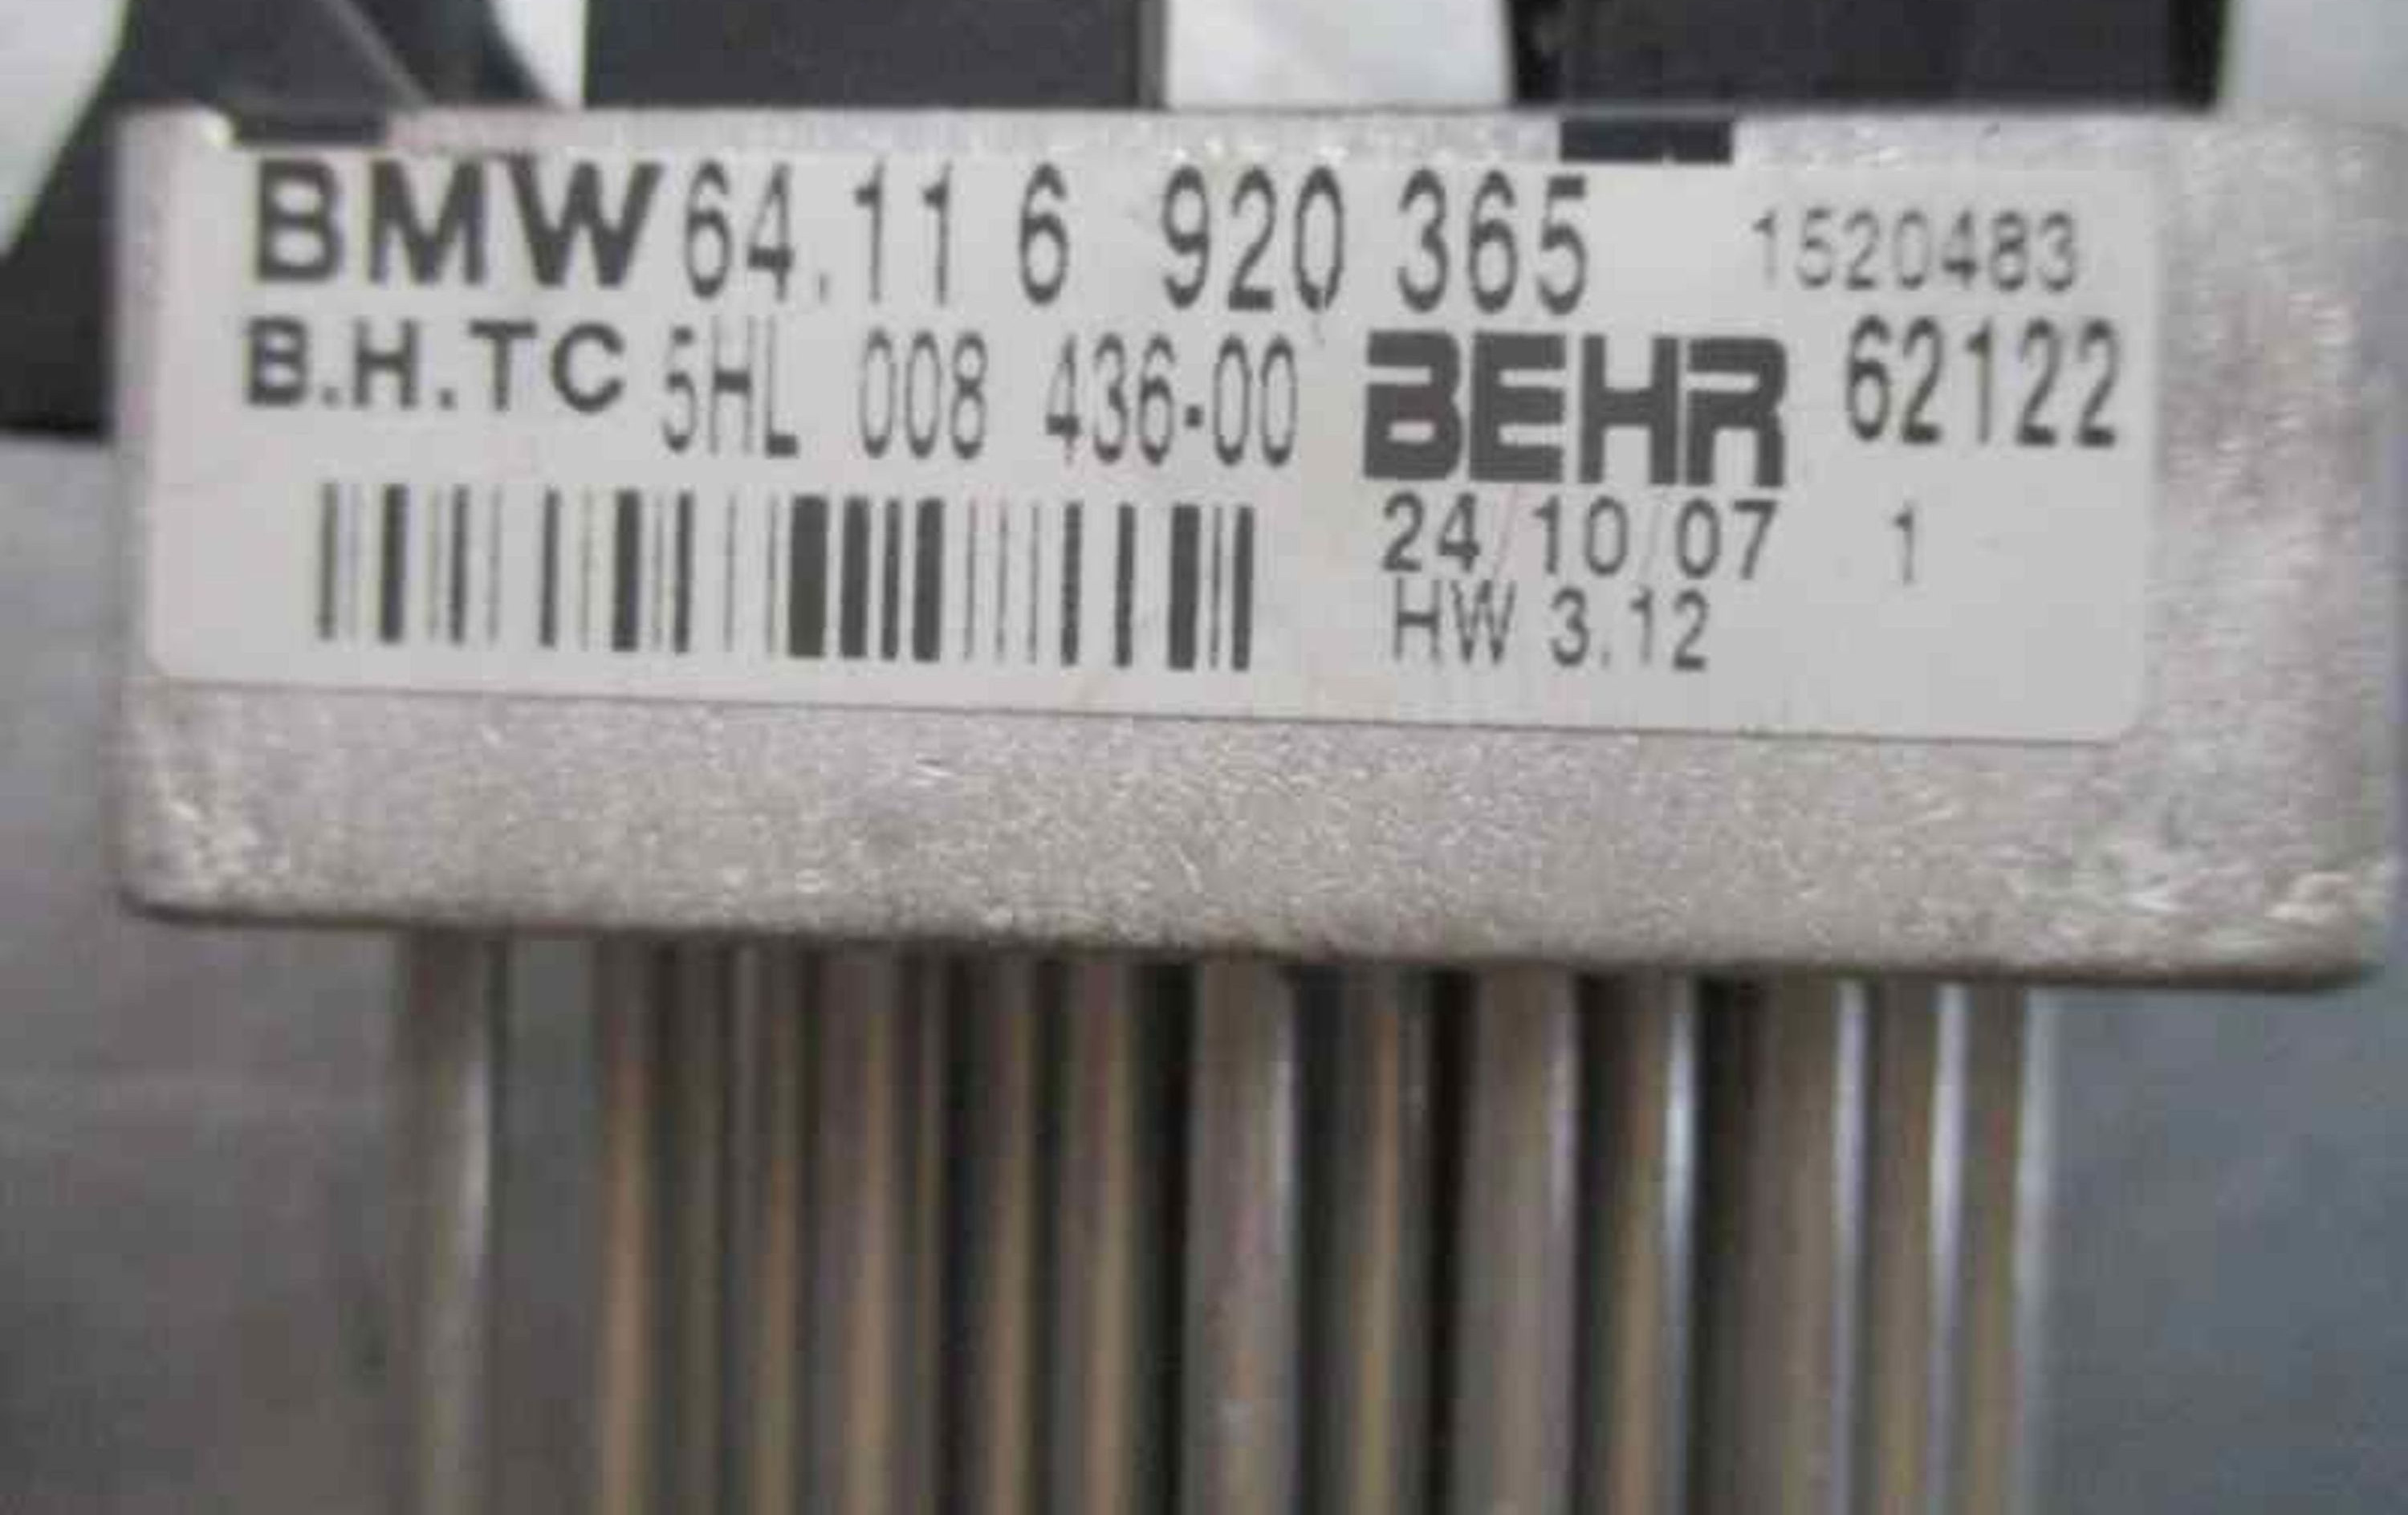 BMW 64.11 6 920 365 1520483
B.H.TC 5HL 008 436-00 BEHR 62122
24/10/07 1
HW 3.12